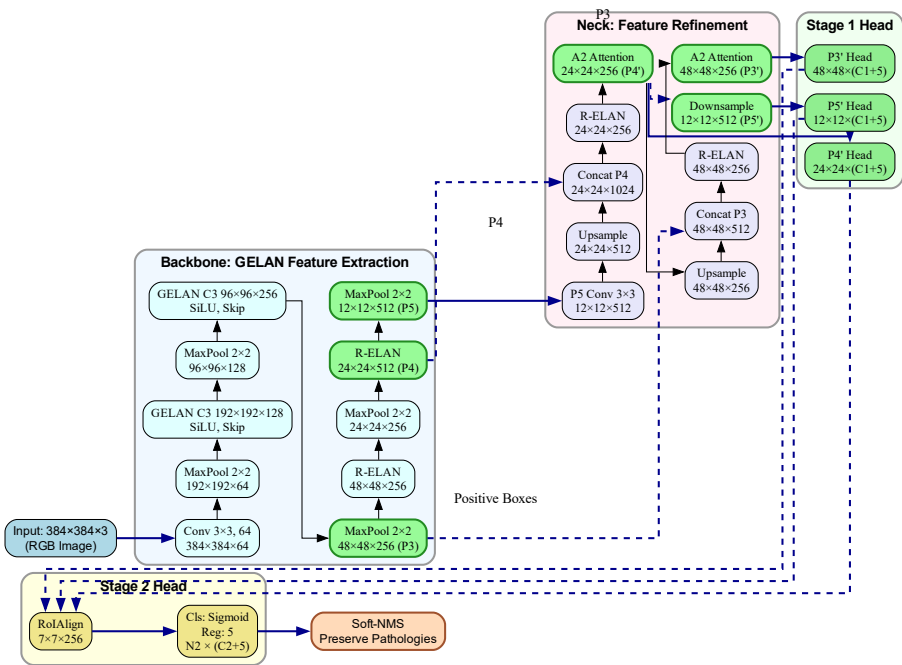 P3
Neck: Feature Refinement
A2 Attention
24×24×256 (P4')
R-ELAN
24×24×256
Concat P4
24×24×1024
Upsample
24×24×512
P5 Conv 3×3
12×12×512
A2 Attention
48×48×256 (P3')
Downsample
12×12×512 (P5')
R-ELAN
48×48×256
Concat P3
48×48×512
Upsample
48×48×256
Stage 1 Head
P3' Head
48×48×(C1+5)
P5' Head
12×12×(C1+5)
P4' Head
24×24×(C1+5)
P4
Backbone: GELAN Feature Extraction
GELAN C3 96×96×256
SiLU, Skip
MaxPool 2×2
96×96×128
GELAN C3 192×192×128
SiLU, Skip
MaxPool 2×2
192×192×64
Conv 3×3, 64
384×384×64
MaxPool 2×2
12×12×512 (P5)
R-ELAN
24×24×512 (P4)
MaxPool 2×2
24×24×256
R-ELAN
48×48×256
MaxPool 2×2
48×48×256 (P3)
Positive Boxes
Input: 384×384×3
(RGB Image)
Stage 2 Head
RoIAlign
7×7×256
Cls: Sigmoid
Reg: 5
N2 × (C2+5)
Soft-NMS
Preserve Pathologies